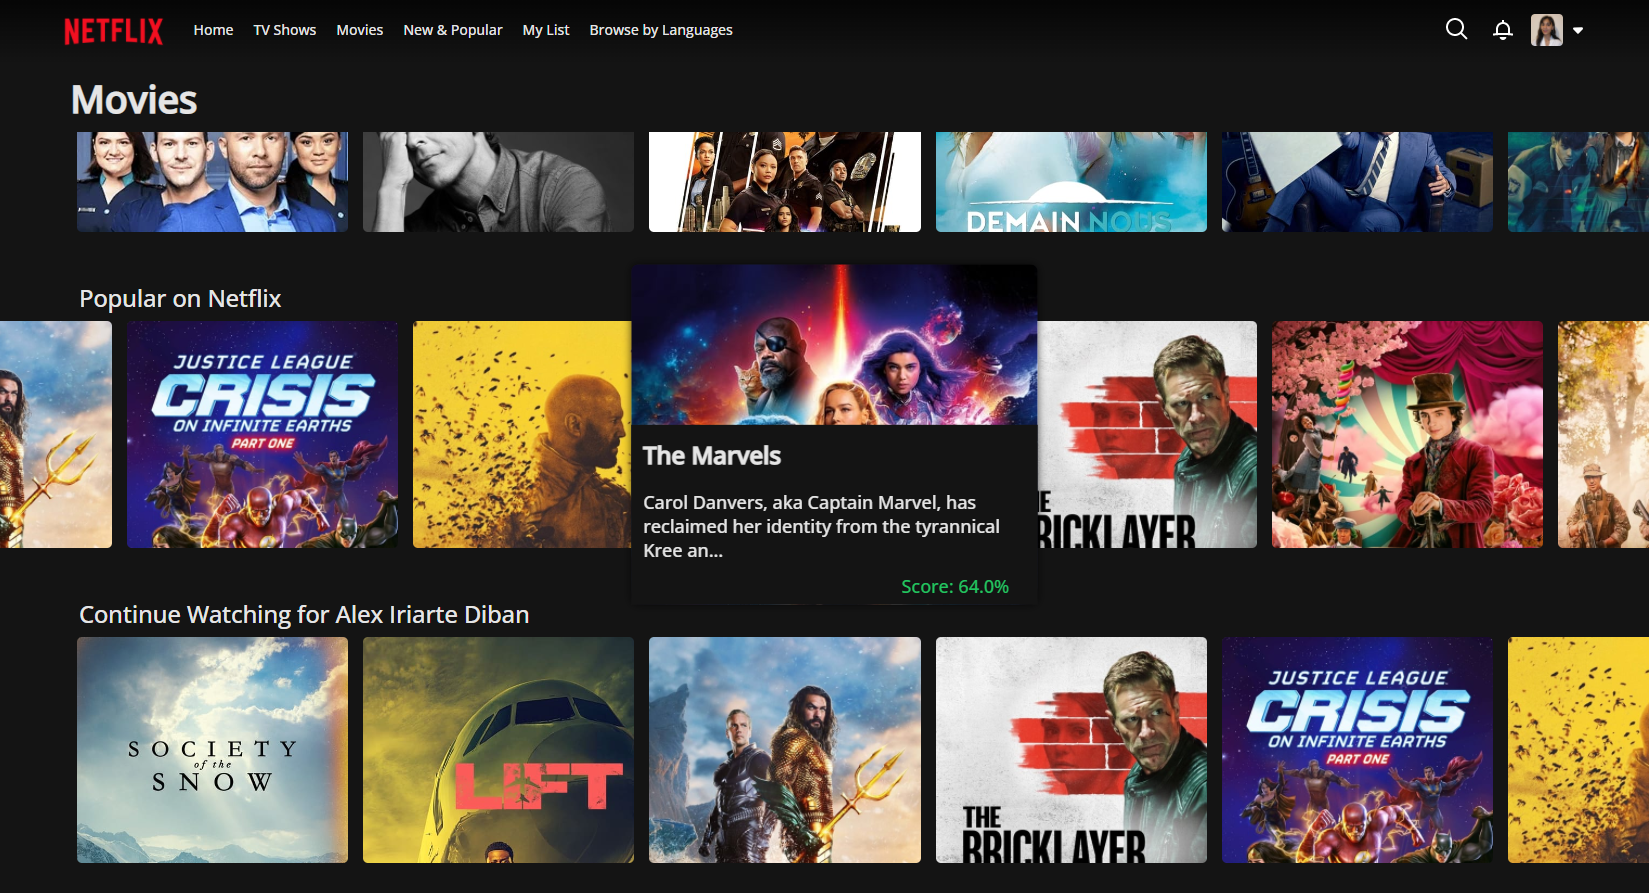 NETFLIX
Home
TV Shows
Movies
New & Popular
My List
Browse by Languages
Movies
DEMAIN NOUS
Popular on Netflix
JUSTICE LEAGUE
CRISIS
ON INFINITE EARTHS
PART ONE
The Marvels
Carol Danvers, aka Captain Marvel, has
reclaimed her identity from the tyrannical
Kree an...
Score: 64.0%
BRICKLAYER
Continue Watching for Alex Iriarte Diban
SOCIETY
of the
SNOW
LIFT
THE
BRICKLAYER
JUSTICE LEAGUE
CRISIS
ON INFINITE EARTHS
PART ONE